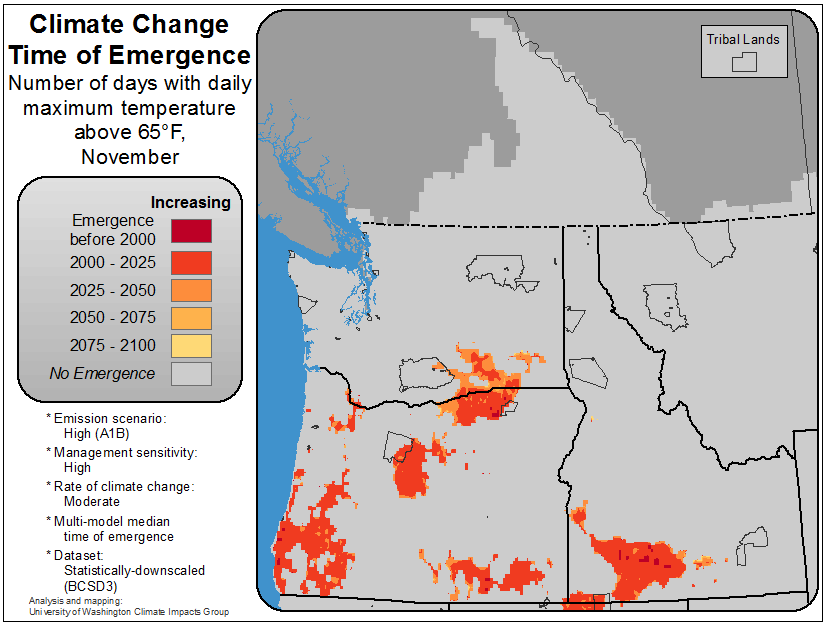 Climate Change
Time of Emergence
Number of days with daily
maximum temperature
above 65°F,
November
Increasing
Emergence
before 2000
2000 - 2025
2025 - 2050
2050 - 2075
2075 - 2100
No Emergence
* Emission scenario:
High (A1B)
* Management sensitivity:
High
* Rate of climate change:
Moderate
* Multi-model median
time of emergence
* Dataset:
Statistically-downscaled
(BCSD3)
Analysis and mapping:
University of Washington Climate Impacts Group
Tribal Lands